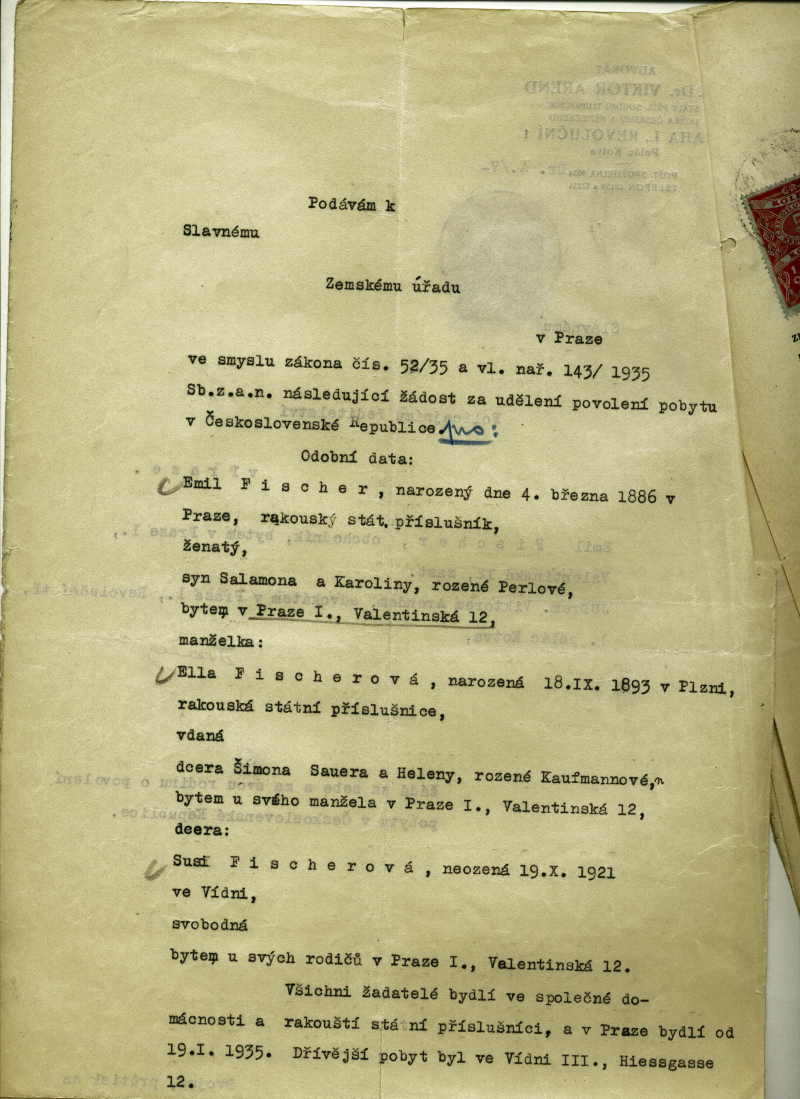 Podávám k
Slavnému
Zemskému úřadu
v Praze
ve smyslu zákona čís. 52/35 a vl. nař. 143/ 1935
Sb.z.a.n. následující žádost za udělení povolení pobytu
v Československé Republice
Odobní data:
Emil F i s c h e r , narozený dne 4. března 1886 v
Praze, rakouský stát. příslušník,
ženatý,
syn Salamona a Karoliny, rozené Perlové,
bytem v Praze I., Valentinská 12,
manželka:
Ella F i s c h e r o v á , narozená 18.IX. 1893 v Plzni,
rakouská státní příslušnice,
vdaná
dcera Šimona Sauera a Heleny, rozené Kaufmannové,
bytem u svého manžela v Praze I., Valentinská 12,
dcera:
Susi F i s c h e r o v á , neozená 19.X. 1921
ve Vídni,
svobodná
bytem u svých rodičů v Praze I., Valentinská 12.
Všichni žadatelé bydlí ve společné do-
mácnosti a rakouští státní příslušníci, a v Praze bydlí od
19.I. 1935. Dřívější pobyt byl ve Vídni III., Hiessgasse
12.